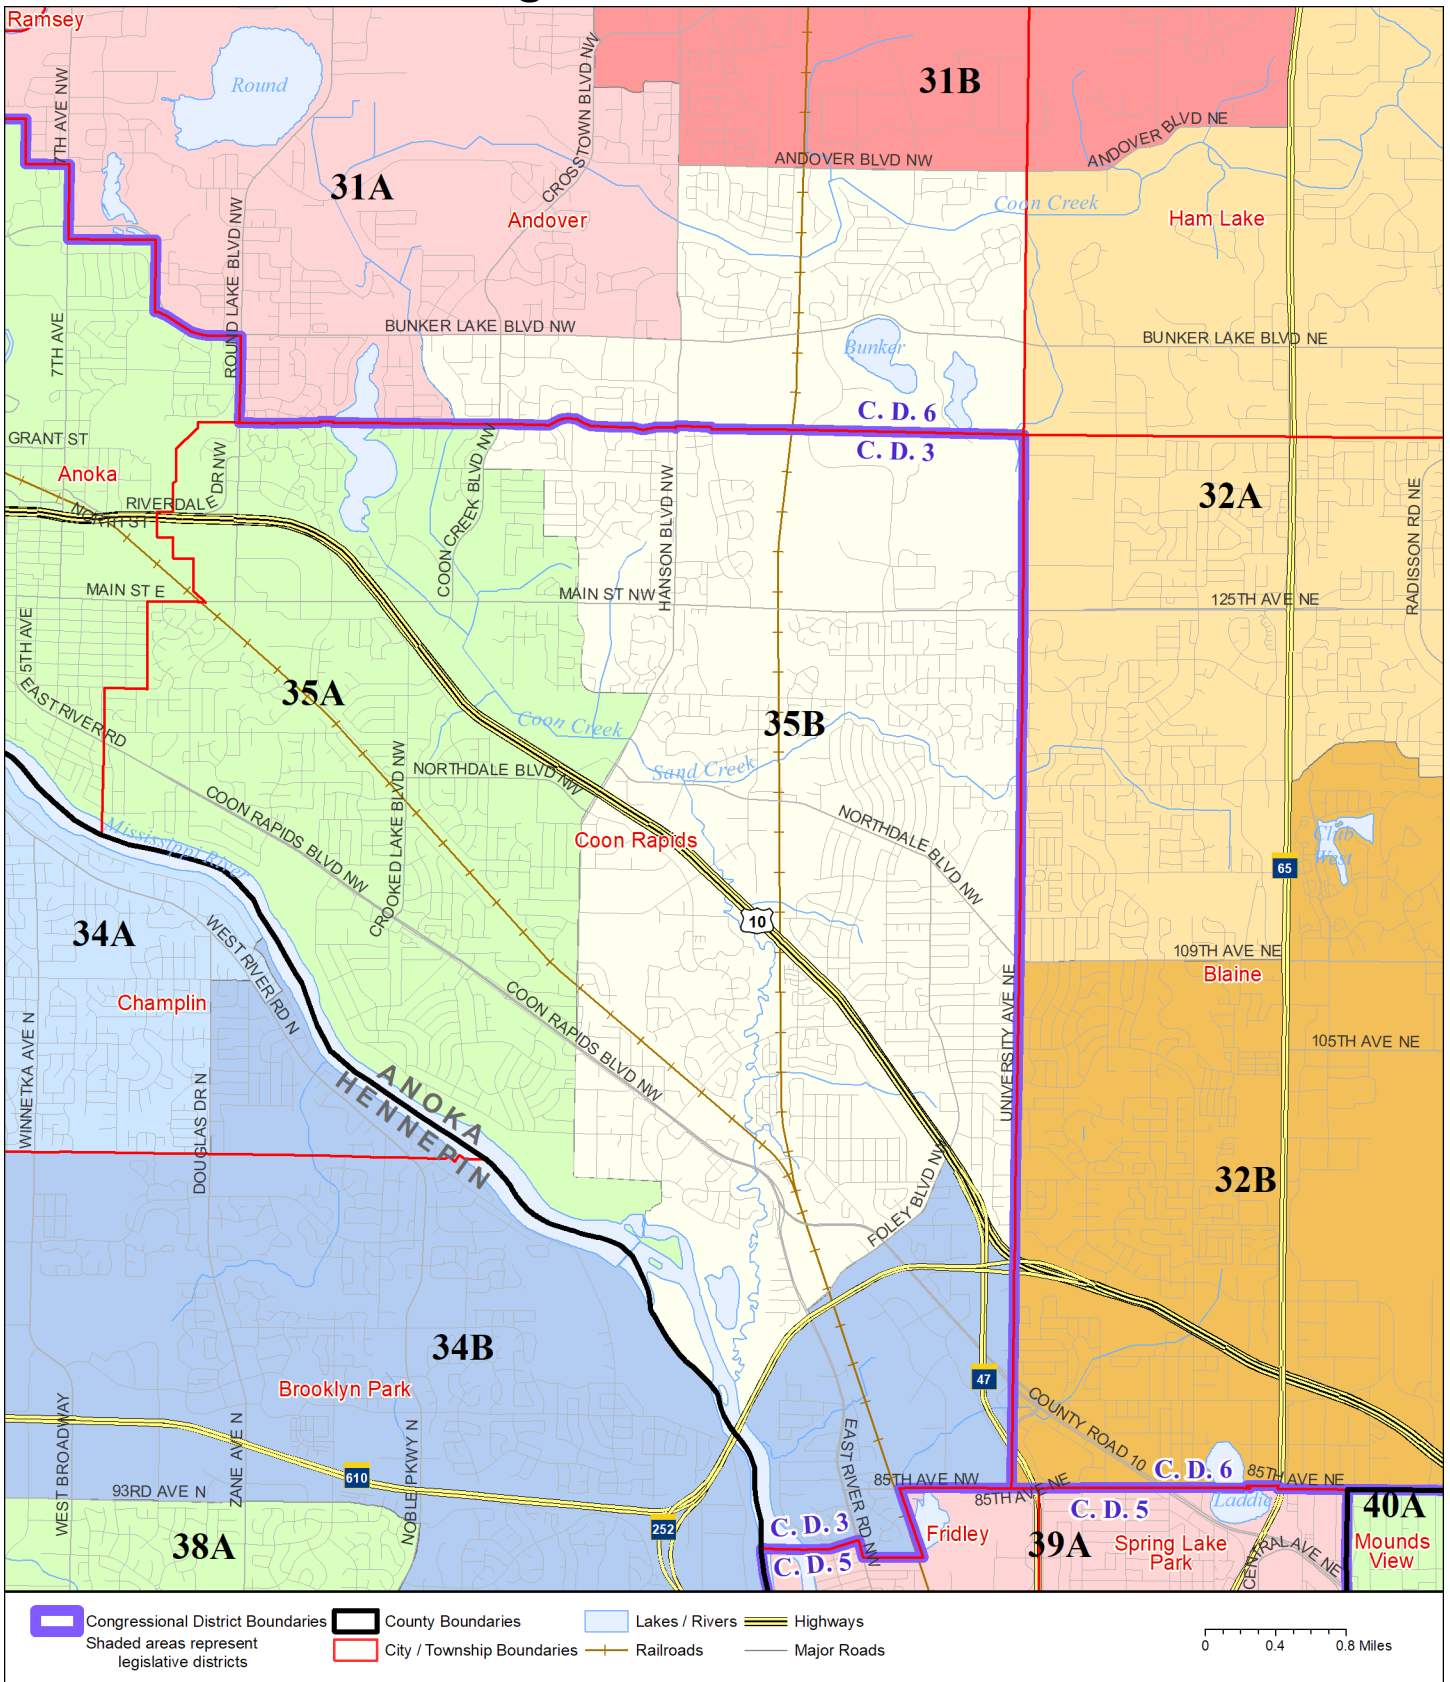 Ramsey
Round
7TH AVE NW
CROSSTOWN BLVD NW
31B
ANDOVER BLVD NW
ANDOVER BLVD NE
31A
Andover
Coon Creek
Ham Lake
ROUND LAKE BLVD NW
7TH AVE
BUNKER LAKE BLVD NW
Bunker
BUNKER LAKE BLVD NE
C. D. 6
C. D. 3
GRANT ST
Anoka
RIVERDALE DR NW
NORTH ST
COON CREEK BLVD NW
HANSON BLVD NW
32A
RADISSON RD NE
MAIN ST E
MAIN ST NW
125TH AVE NE
5TH AVE
EAST RIVER RD
35A
Coon Creek
35B
Sand Creek
NORTHDALE BLVD NW
NORTHDALE BLVD NW
COON RAPIDS BLVD NW
CROOKED LAKE BLVD NW
Coon Rapids
Mississippi River
Club
West
65
10
34A
WEST RIVER RD N
109TH AVE NE
Blaine
Champlin
COON RAPIDS BLVD NW
UNIVERSITY AVE NE
105TH AVE NE
WINNETKA AVE N
DOUGLAS DR N
ANOKA
HENNEPIN
FOLEY BLVD NW
32B
34B
Brooklyn Park
47
COUNTY ROAD 10
WEST BROADWAY
ZANE AVE N
NOBLE PKWY N
EAST RIVER RD NW
610
93RD AVE N
85TH AVE NW
85TH AVE NE
C. D. 6
85TH AVE NE
Laddie
C. D. 5
40A
252
C. D. 3
C. D. 5
Fridley
39A
Spring Lake
Park
CENTRAL AVE NE
Mounds
View
38A
Congressional District Boundaries
County Boundaries
Lakes / Rivers
Highways
Shaded areas represent
legislative districts
City / Township Boundaries
Railroads
Major Roads
0 0.4 0.8 Miles